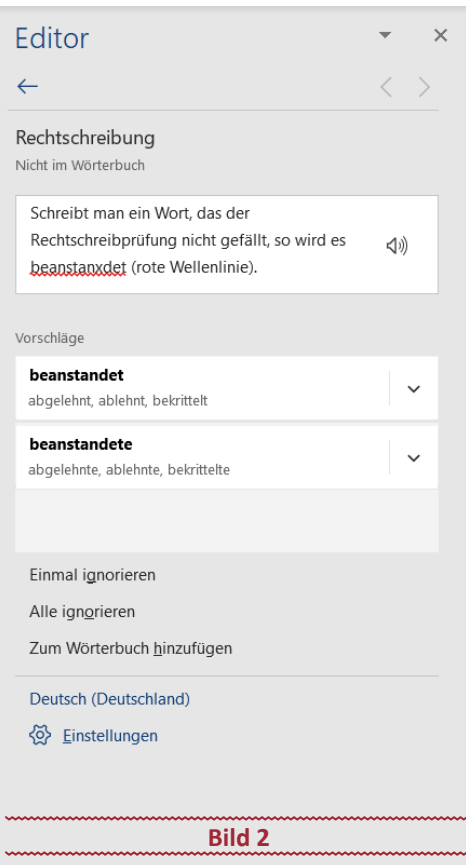 Editor
Rechtschreibung
Nicht im Wörterbuch
Schreibt man ein Wort, das der
Rechtschreibprüfung nicht gefällt, so wird es
beanstanxdet (rote Wellenlinie).
Vorschläge
beanstandet
abgelehnt, ablehnt, bekrittelt
beanstandete
abgelehnte, ablehnte, bekrittelte
Einmal ignorieren
Alle ignorieren
Zum Wörterbuch hinzufügen
Deutsch (Deutschland)
Einstellungen
Bild 2